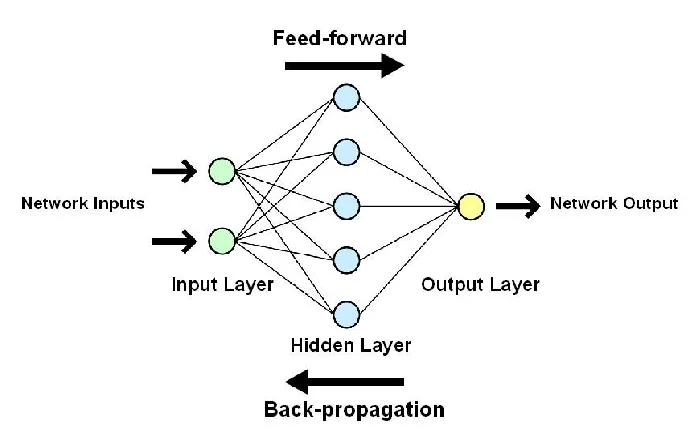 Feed-forward
Network Inputs
Network Output
Input Layer
Output Layer
Hidden Layer
Back-propagation